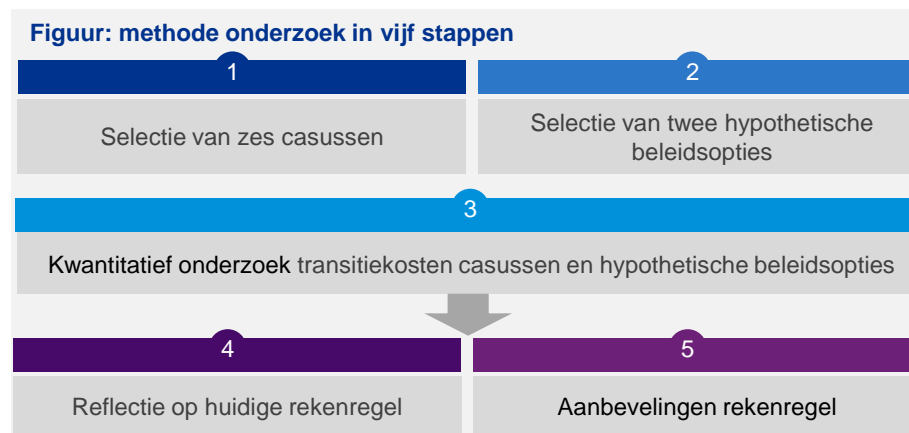 Figuur: methode onderzoek in vijf stappen
1
Selectie van zes casussen
2
Selectie van twee hypothetische
beleidsopties
3
Kwantitatief onderzoek transitiekosten casussen en hypothetische beleidsopties
4
Reflectie op huidige rekenregel
5
Aanbevelingen rekenregel